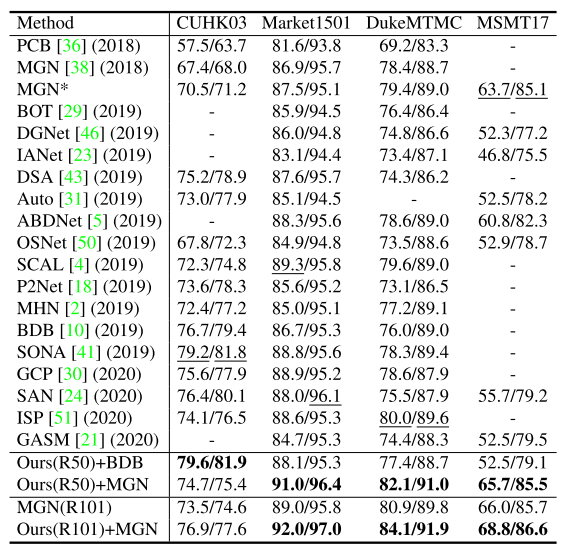 Method CUHK03 Market1501 DukeMTMC MSMT17
PCB [36] (2018) 57.5/63.7 81.6/93.8 69.2/83.3 -
MGN [38] (2018) 67.4/68.0 86.9/95.7 78.4/88.7 -
MGN* 70.5/71.2 87.5/95.1 79.4/89.0 63.7/85.1
BOT [29] (2019) - 85.9/94.5 76.4/86.4 -
DGNet [46] (2019) - 86.0/94.8 74.8/86.6 52.3/77.2
IANet [23] (2019) - 83.1/94.4 73.4/87.1 46.8/75.5
DSA [43] (2019) 75.2/78.9 87.6/95.7 74.3/86.2 -
Auto [31] (2019) 73.0/77.9 85.1/94.5 - 52.5/78.2
ABDNet [5] (2019) - 88.3/95.6 78.6/89.0 60.8/82.3
OSNet [50] (2019) 67.8/72.3 84.9/94.8 73.5/88.6 52.9/78.7
SCAL [4] (2019) 72.3/74.8 89.3/95.8 79.6/89.0 -
P2Net [18] (2019) 73.6/78.3 85.6/95.2 73.1/86.5 -
MHN [2] (2019) 72.4/77.2 85.0/95.1 77.2/89.1 -
BDB [10] (2019) 76.7/79.4 86.7/95.3 76.0/89.0 -
SONA [41] (2019) 79.2/81.8 88.8/95.6 78.3/89.4 -
GCP [30] (2020) 75.6/77.9 88.9/95.2 78.6/87.9 -
SAN [24] (2020) 76.4/80.1 88.0/96.1 75.5/87.9 55.7/79.2
ISP [51] (2020) 74.1/76.5 88.6/95.3 80.0/89.6 -
GASM [21] (2020) - 84.7/95.3 74.4/88.3 52.5/79.5
Ours(R50)+BDB 79.6/81.9 88.1/95.3 77.4/88.7 52.5/79.1
Ours(R50)+MGN 74.7/75.4 91.0/96.4 82.1/91.0 65.7/85.5
MGN(R101) 73.5/74.6 89.0/95.8 80.9/89.8 66.0/85.7
Ours(R101)+MGN 76.9/77.6 92.0/97.0 84.1/91.9 68.8/86.6